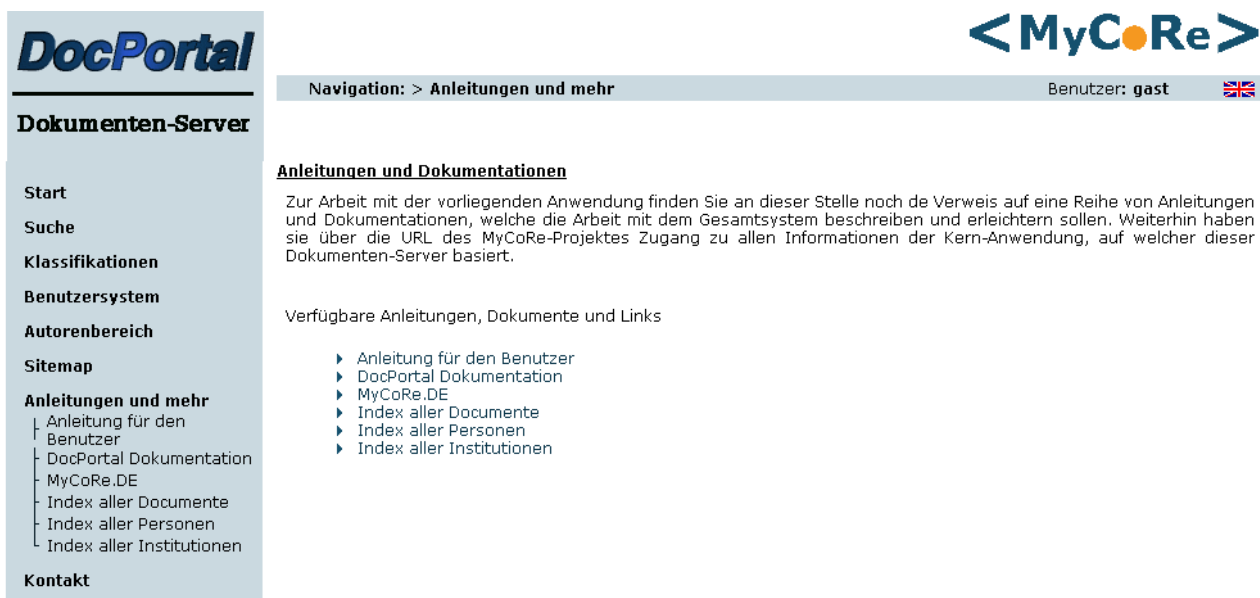 DocPortal
<MyCoRe>
Navigation: > Anleitungen und mehr
Benutzer: gast
Dokumenten-Server
Start
Suche
Klassifikationen
Benutzersystem
Autorenbereich
Sitemap
Anleitungen und mehr
Anleitung für den
Benutzer
DocPortal Dokumentation
MyCoRe.DE
Index aller Documente
Index aller Personen
Index aller Institutionen
Kontakt
Anleitungen und Dokumentationen
Zur Arbeit mit der vorliegenden Anwendung finden Sie an dieser Stelle noch de Verweis auf eine Reihe von Anleitungen
und Dokumentationen, welche die Arbeit mit dem Gesamtsystem beschreiben und erleichtern sollen. Weiterhin haben
sie über die URL des MyCoRe-Projektes Zugang zu allen Informationen der Kern-Anwendung, auf welcher dieser
Dokumenten-Server basiert.
Verfügbare Anleitungen, Dokumente und Links
Anleitung für den Benutzer
DocPortal Dokumentation
MyCoRe.DE
Index aller Documente
Index aller Personen
Index aller Institutionen